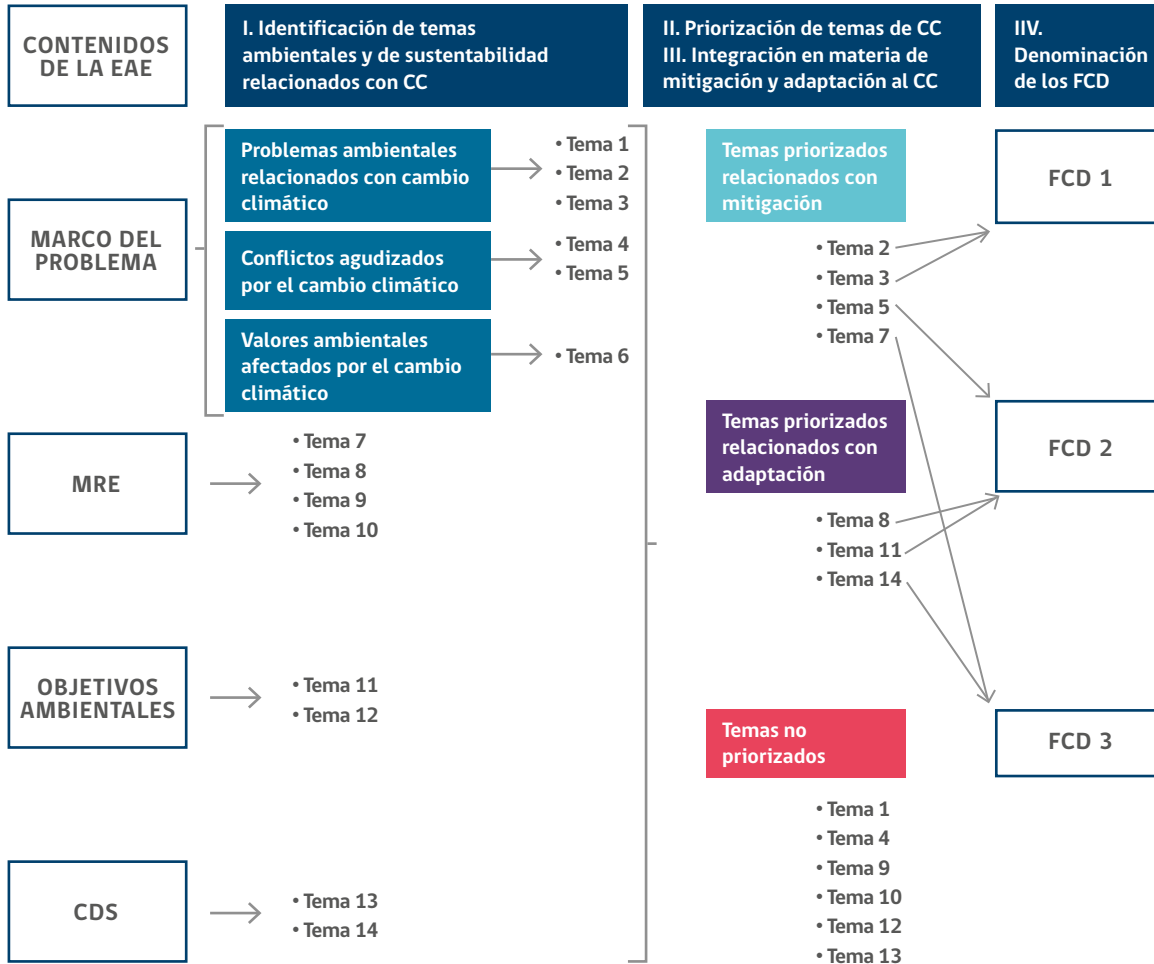 CONTENIDOS
DE LA EAE
I. Identificación de temas
ambientales y de sustentabilidad
relacionados con CC
II. Priorización de temas de CC
III. Integración en materia de
mitigación y adaptación al CC
IIV.
Denominación
de los FCD
MARCO DEL
PROBLEMA
Problemas ambientales
relacionados con cambio
climático
• Tema 1
• Tema 2
• Tema 3
Conflictos agudizados
por el cambio climático
• Tema 4
• Tema 5
Valores ambientales
afectados por el cambio
climático
• Tema 6
MRE
• Tema 7
• Tema 8
• Tema 9
• Tema 10
OBJETIVOS
AMBIENTALES
• Tema 11
• Tema 12
CDS
• Tema 13
• Tema 14
Temas priorizados
relacionados con
mitigación
• Tema 2
• Tema 3
• Tema 5
• Tema 7
Temas priorizados
relacionados con
adaptación
• Tema 8
• Tema 11
• Tema 14
Temas no
priorizados
• Tema 1
• Tema 4
• Tema 9
• Tema 10
• Tema 12
• Tema 13
FCD 1
FCD 2
FCD 3